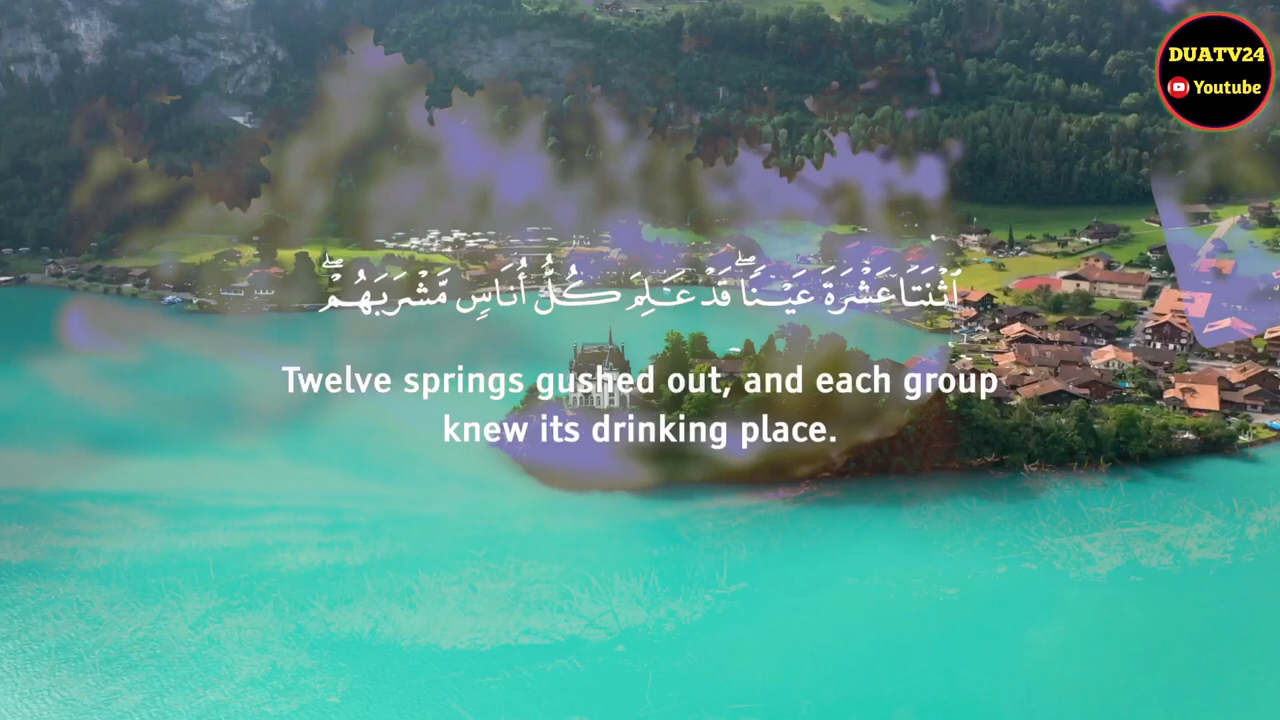 DUATV24
Youtube
ٱثْنَتَا عَشْرَةَ عَيْنًۭا ۖ قَدْ عَلِمَ كُلُّ أُنَاسٍۢ مَّشْرَبَهُمْ ۖ
Twelve springs gushed out, and each group
knew its drinking place.